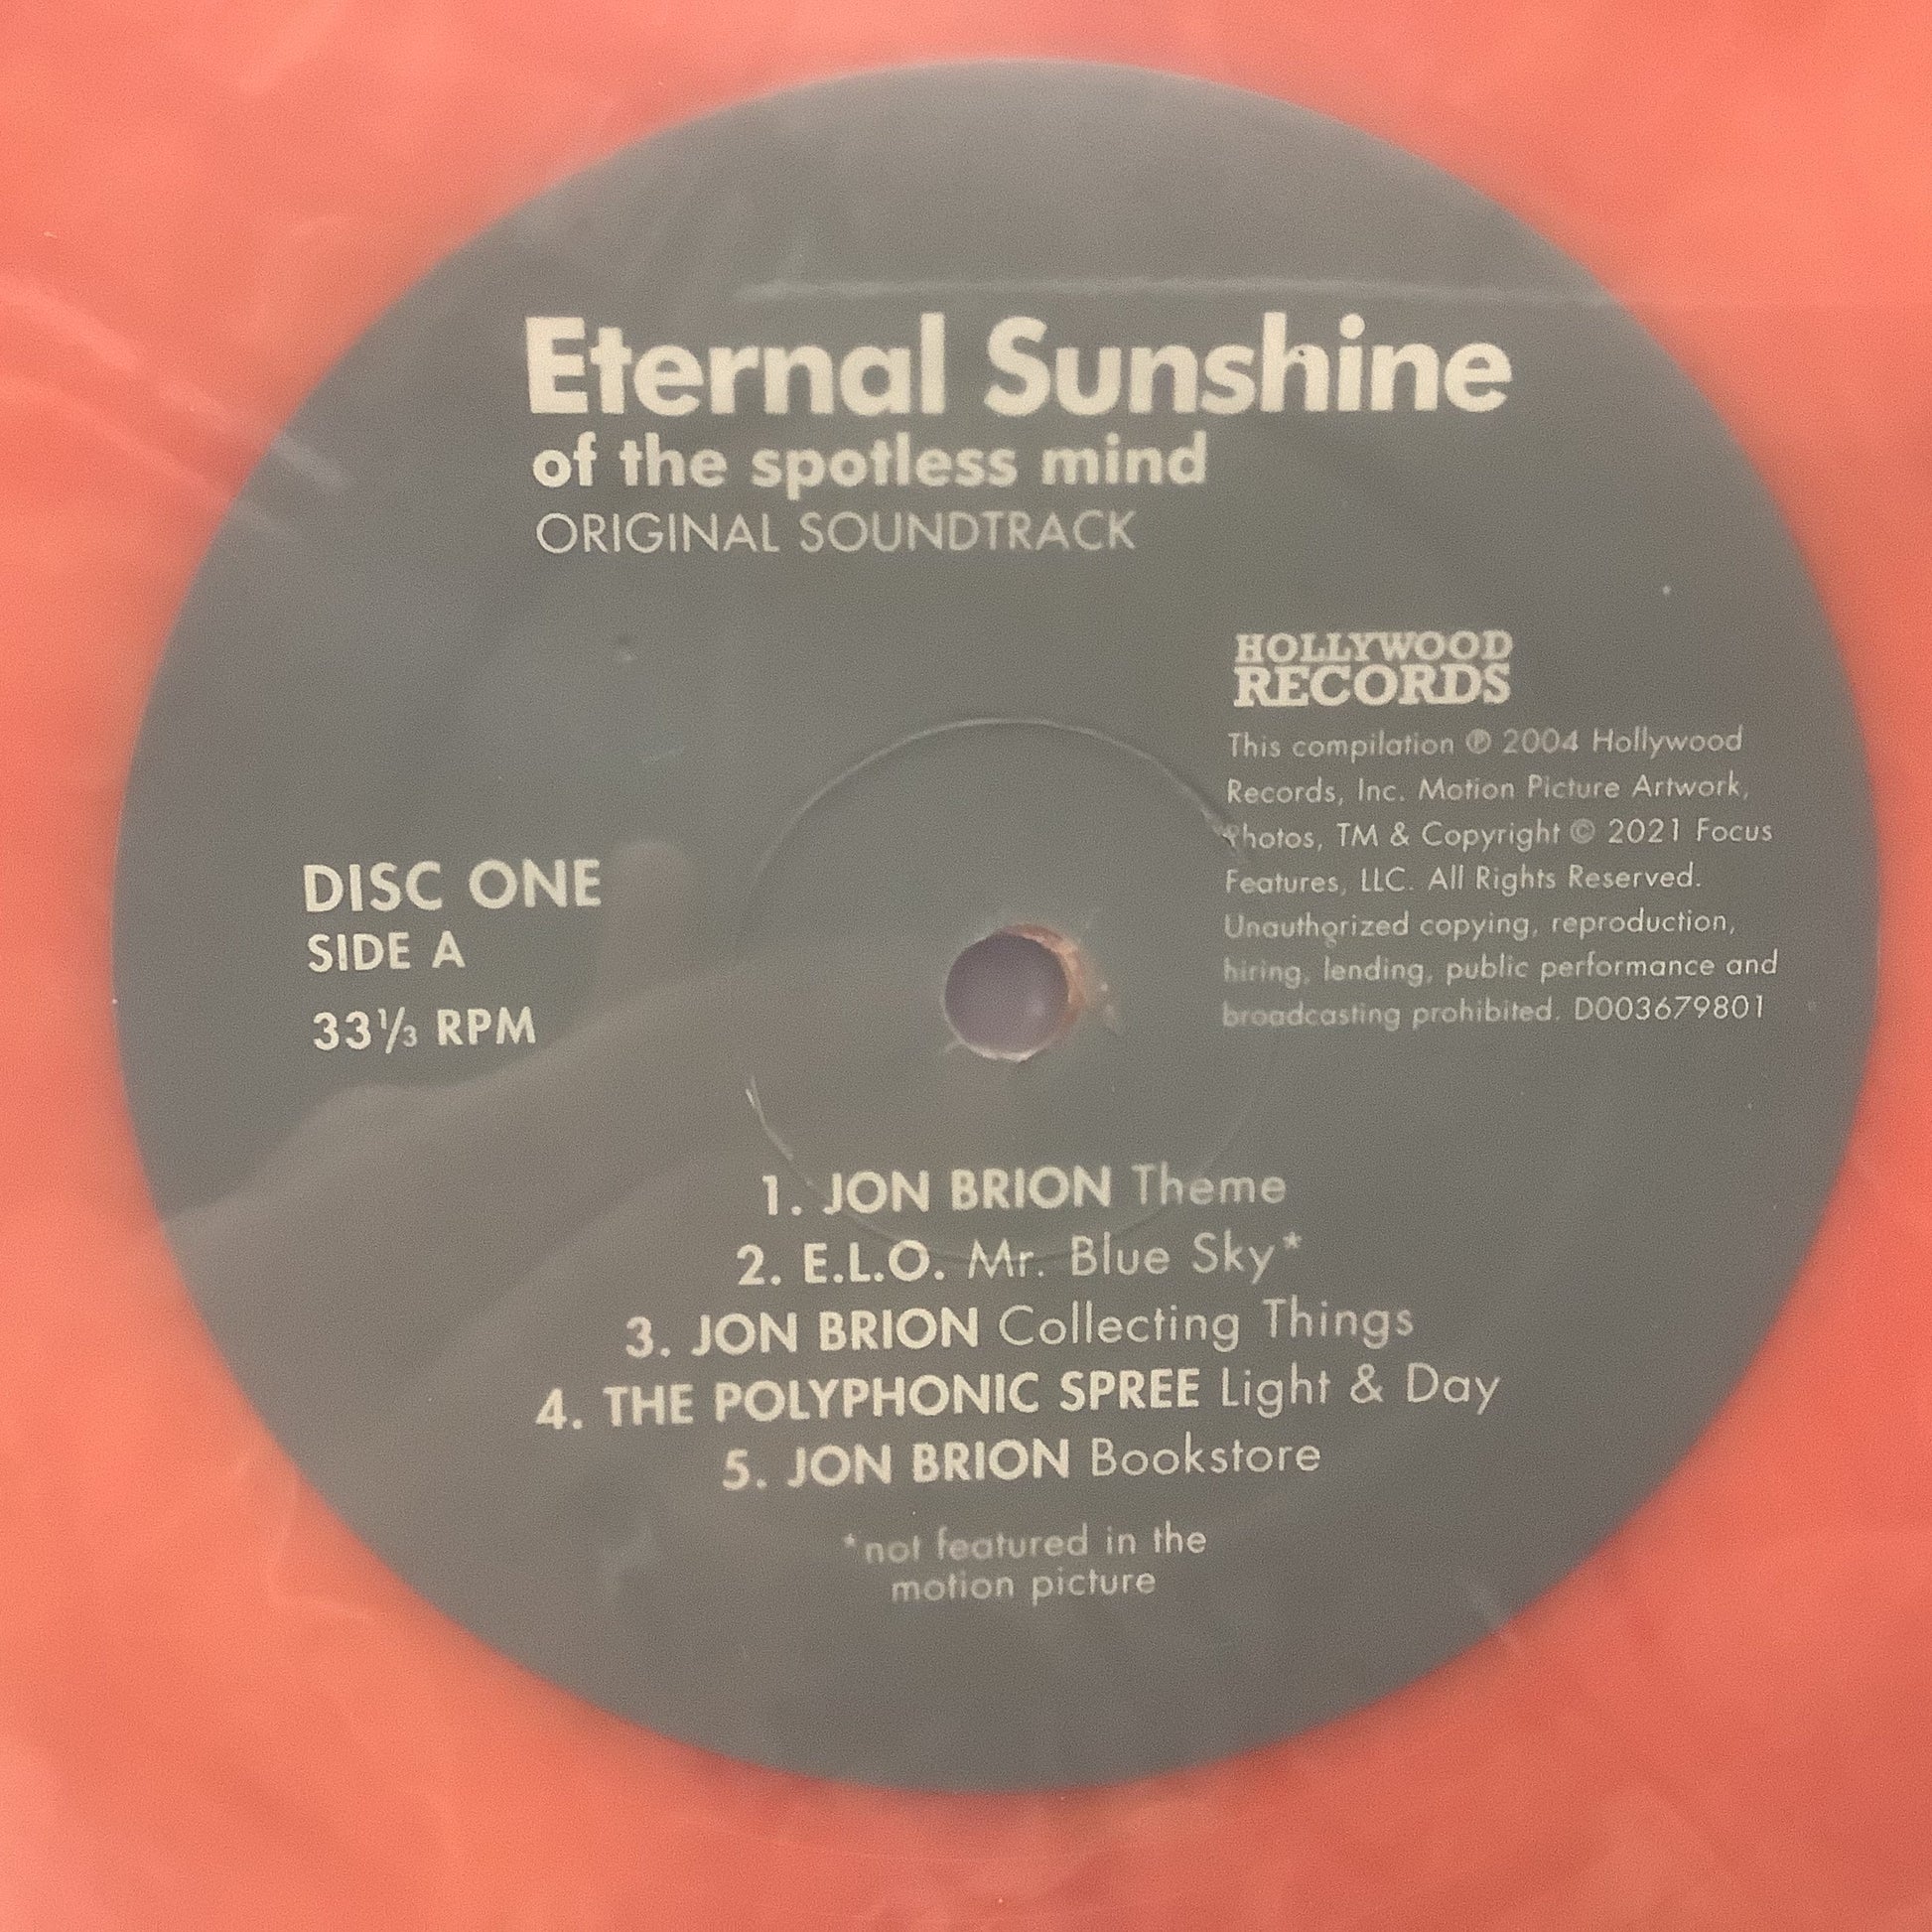 Eternal Sunshine
of the spotless mind
ORIGINAL SOUNDTRACK
HOLLYWOOD
RECORDS
This compilation ℗ 2004 Hollywood
Records, Inc. Motion Picture Artwork,
Photos, TM & Copyright © 2021 Focus
Features, LLC. All Rights Reserved.
Unauthorized copying, reproduction,
hiring, lending, public performance and
broadcasting prohibited. D003679801
DISC ONE
SIDE A
33⅓ RPM
1. JON BRION Theme
2. E.L.O. Mr. Blue Sky*
3. JON BRION Collecting Things
4. THE POLYPHONIC SPREE Light & Day
5. JON BRION Bookstore
*not featured in the
motion picture